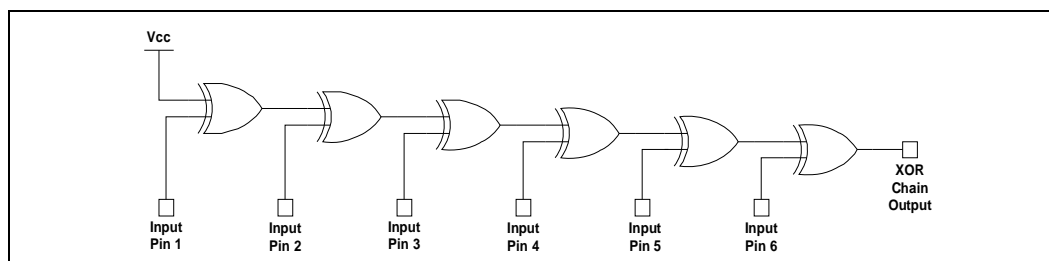 Vcc
XOR
Chain
Output
Input
Pin 1
Input
Pin 2
Input
Pin 3
Input
Pin 4
Input
Pin 5
Input
Pin 6